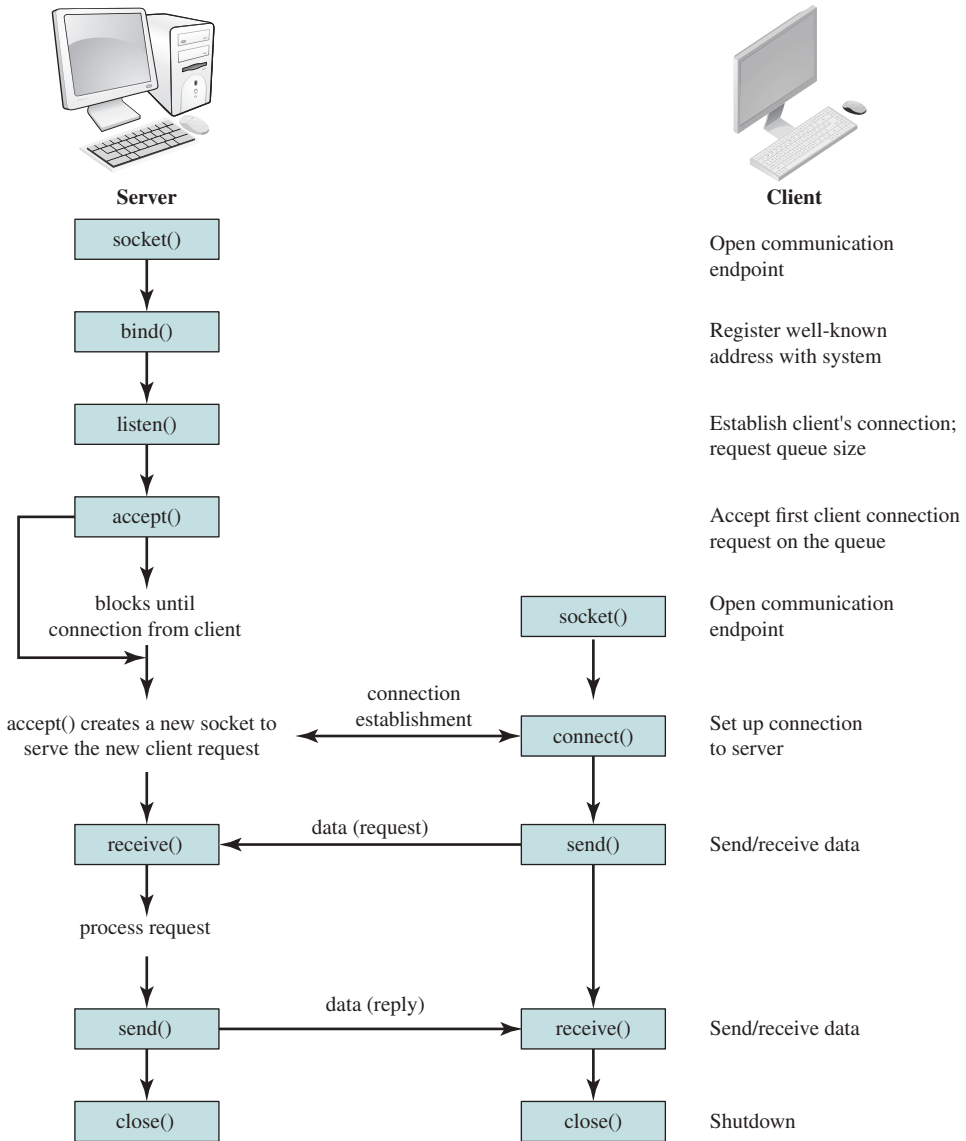 Server
Client
socket()
Open communication
endpoint
bind()
Register well-known
address with system
listen()
Establish client's connection;
request queue size
accept()
Accept first client connection
request on the queue
blocks until
connection from client
socket()
Open communication
endpoint
accept() creates a new socket to
serve the new client request
connection
establishment
connect()
Set up connection
to server
receive()
data (request)
send()
Send/receive data
process request
send()
data (reply)
receive()
Send/receive data
close()
close()
Shutdown